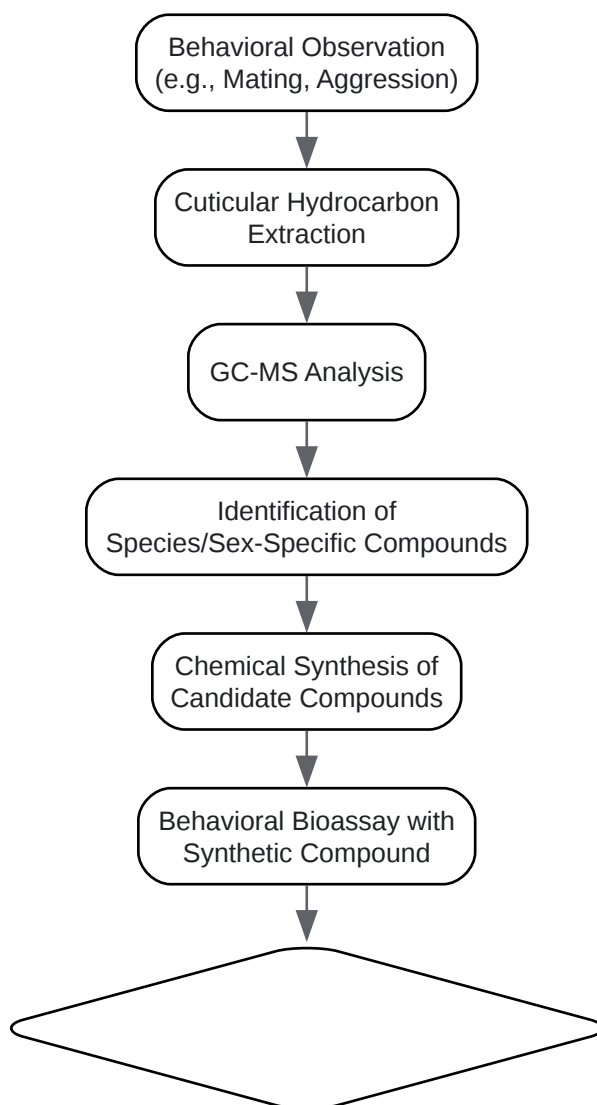 Behavioral Observation
(e.g., Mating, Aggression)
Cuticular Hydrocarbon
Extraction
GC-MS Analysis
Identification of
Species/Sex-Specific Compounds
Chemical Synthesis of
Candidate Compounds
Behavioral Bioassay with
Synthetic Compound